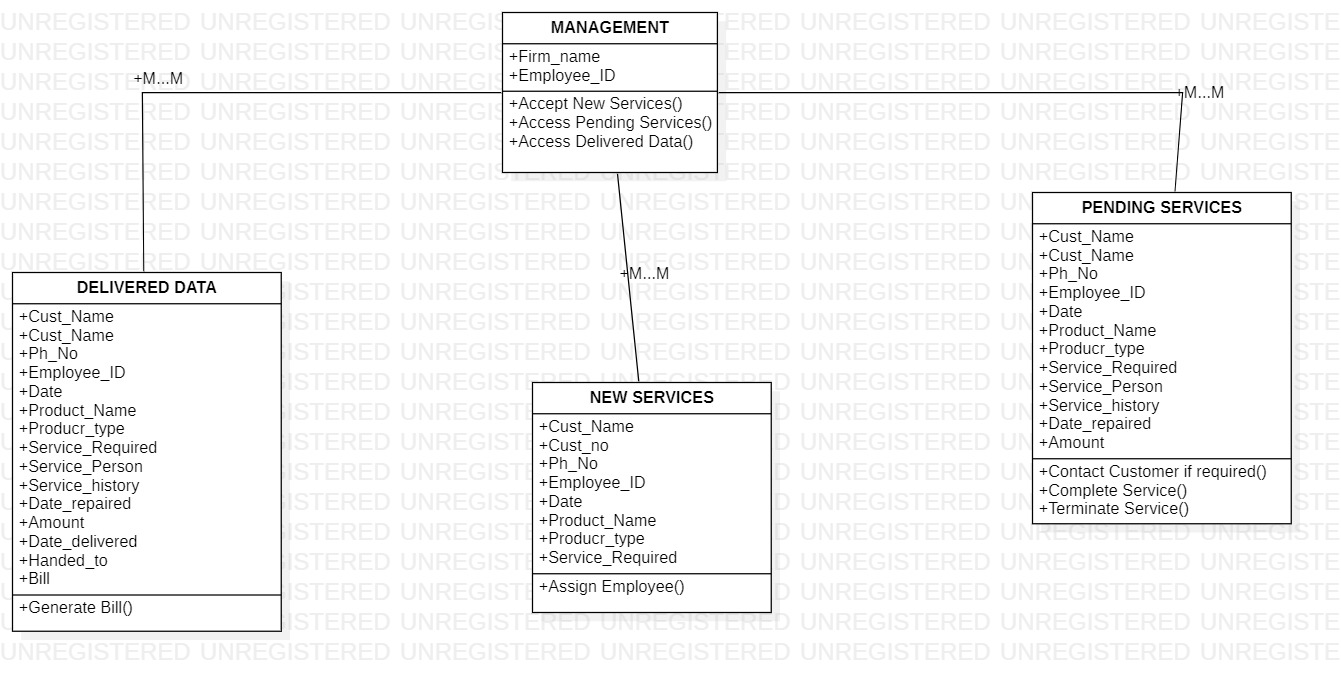 MANAGEMENT
+Firm_name
+Employee_ID
+Accept New Services()
+Access Pending Services()
+Access Delivered Data()
+M...M
+M...M
+M...M
DELIVERED DATA
+Cust_Name
+Cust_Name
+Ph_No
+Employee_ID
+Date
+Product_Name
+Producr_type
+Service_Required
+Service_Person
+Service_history
+Date_repaired
+Amount
+Date_delivered
+Handed_to
+Bill
+Generate Bill()
NEW SERVICES
+Cust_Name
+Cust_no
+Ph_No
+Employee_ID
+Date
+Product_Name
+Producr_type
+Service_Required
+Assign Employee()
PENDING SERVICES
+Cust_Name
+Cust_Name
+Ph_No
+Employee_ID
+Date
+Product_Name
+Producr_type
+Service_Required
+Service_Person
+Service_history
+Date_repaired
+Amount
+Contact Customer if required()
+Complete Service()
+Terminate Service()
UNREGISTERED